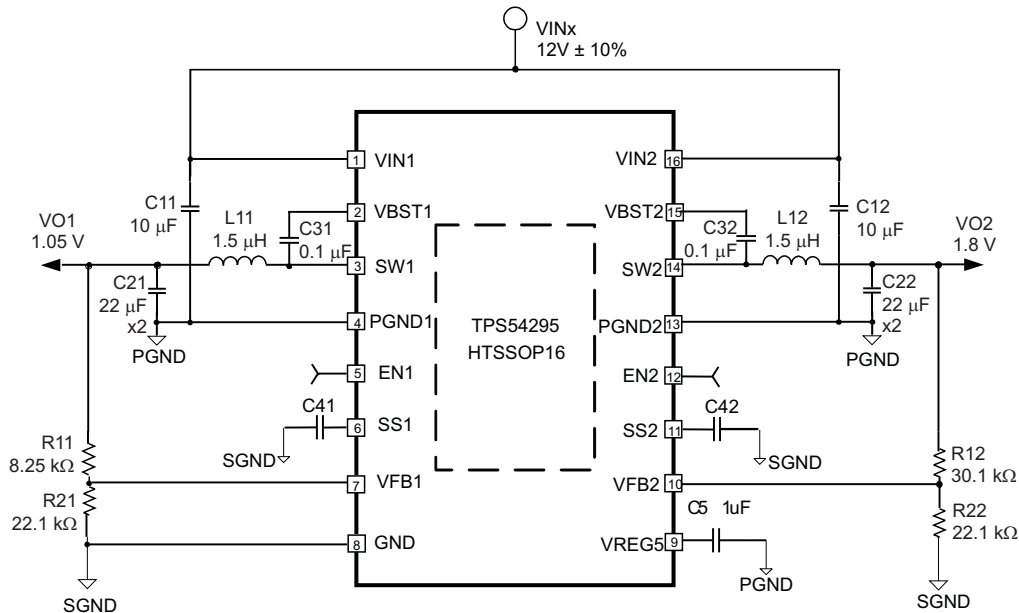 VINx
12V ± 10%
1 VIN1
VIN2 16
C11
10 µF
2 VBST1
VBST2 15
C12
10 µF
VO1
1.05 V
L11
1.5 µH
C31
0.1 µF
C32
0.1 µF
L12
1.5 µH
VO2
1.8 V
3 SW1
SW2 14
C21
22 µF
x2
C22
22 µF
x2
4 PGND1
PGND2 13
TPS54295
HTSSOP16
PGND
PGND
5 EN1
EN2 12
C41
C42
6 SS1
SS2 11
SGND
SGND
R11
8.25 kΩ
R12
30.1 kΩ
7 VFB1
VFB2 10
R21
22.1 kΩ
C5 1uF
R22
22.1 kΩ
8 GND
VREG5 9
PGND
SGND
SGND